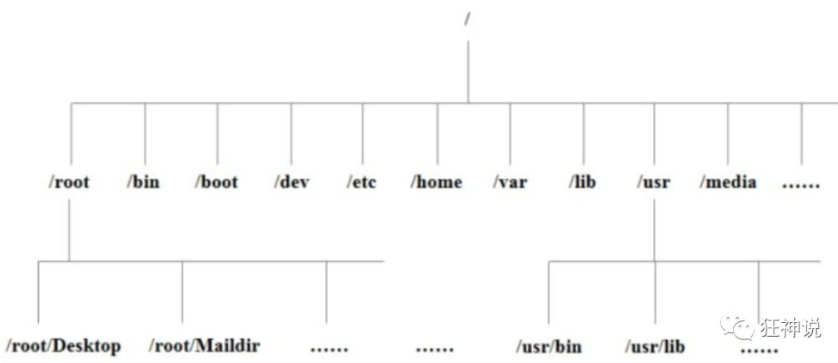 /
/root /bin /boot /dev /etc /home /var /lib /usr /media ......
/root/Desktop /root/Maildir ...... ...... /usr/bin /usr/lib ......
狂神说